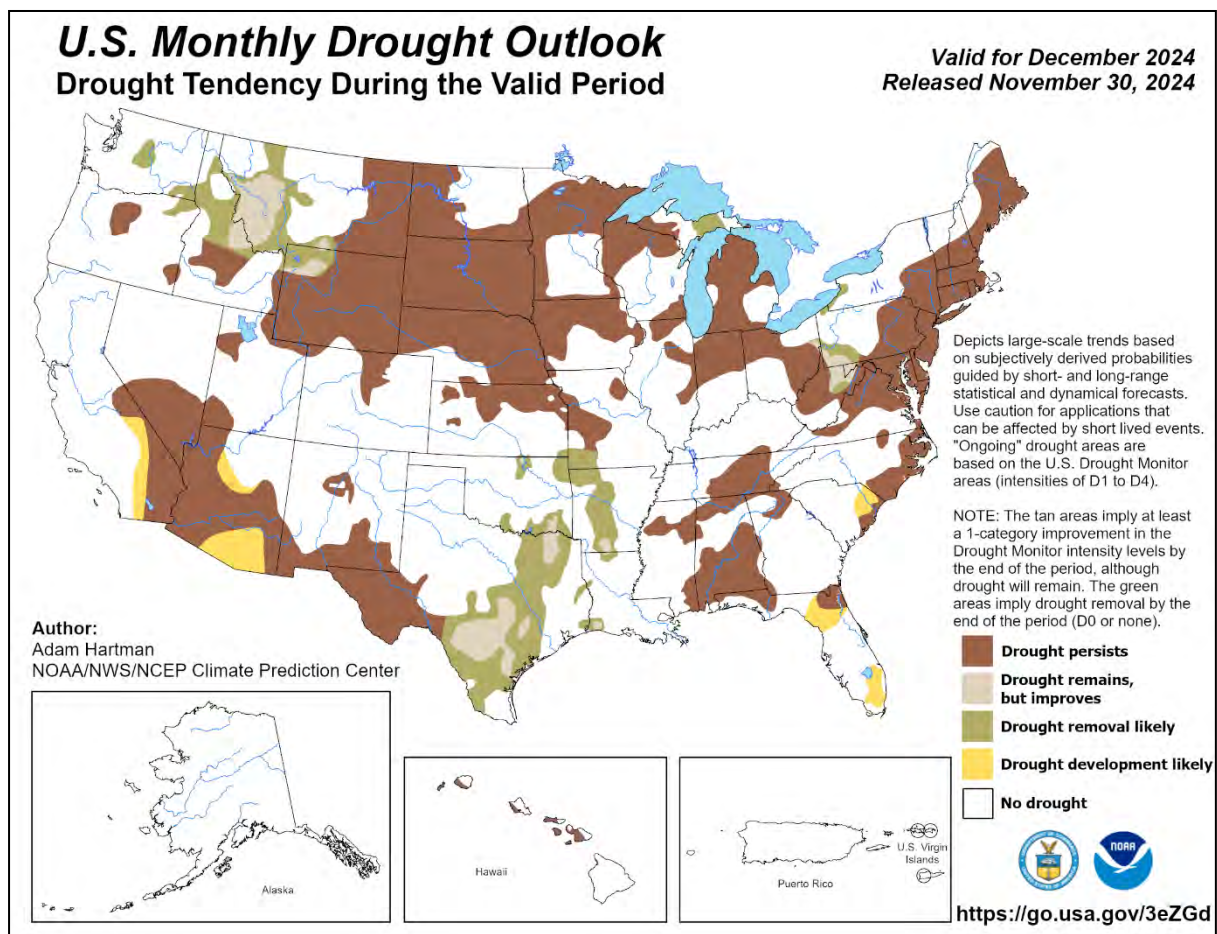 U.S. Monthly Drought Outlook
Drought Tendency During the Valid Period
Valid for December 2024
Released November 30, 2024
Depicts large-scale trends based
on subjectively derived probabilities
guided by short- and long-range
statistical and dynamical forecasts.
Use caution for applications that
can be affected by short lived events.
"Ongoing" drought areas are
based on the U.S. Drought Monitor
areas (intensities of D1 to D4).
NOTE: The tan areas imply at least
a 1-category improvement in the
Drought Monitor intensity levels by
the end of the period, although
drought will remain. The green
areas imply drought removal by the
end of the period (D0 or none).
Author:
Adam Hartman
NOAA/NWS/NCEP Climate Prediction Center
Drought persists
Drought remains,
but improves
Drought removal likely
Drought development likely
No drought
Alaska
Hawaii
Puerto Rico
U.S. Virgin
Islands
NOAA
https://go.usa.gov/3eZGd